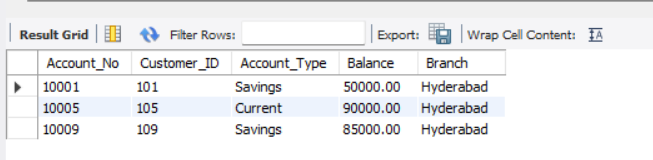 Result Grid Filter Rows: Export: Wrap Cell Content: IA
Account_No Customer_ID Account_Type Balance Branch
10001 101 Savings 50000.00 Hyderabad
10005 105 Current 90000.00 Hyderabad
10009 109 Savings 85000.00 Hyderabad